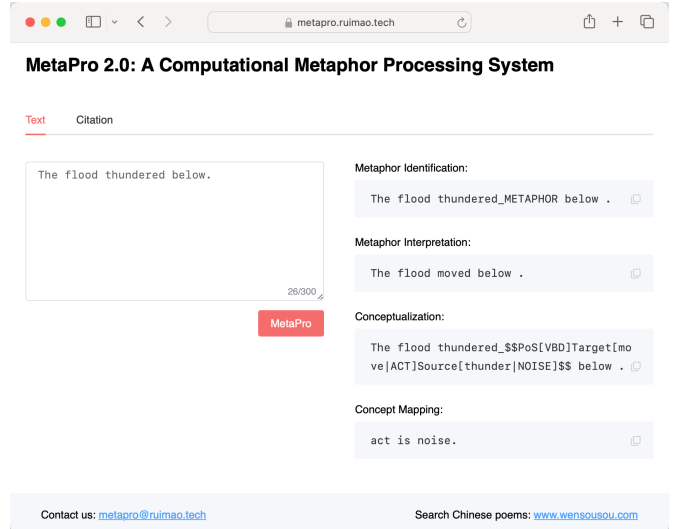 metapro.ruimao.tech
MetaPro 2.0: A Computational Metaphor Processing System
Text Citation
The flood thundered below.
26/300
MetaPro
Metaphor Identification:
The flood thundered_METAPHOR below .
Metaphor Interpretation:
The flood moved below .
Conceptualization:
The flood thundered_$$PoS[VBD]Target[mo
ve|ACT]Source[thunder|NOISE]$$ below .
Concept Mapping:
act is noise.
Contact us: metapro@ruimao.tech
Search Chinese poems: www.wensousou.com